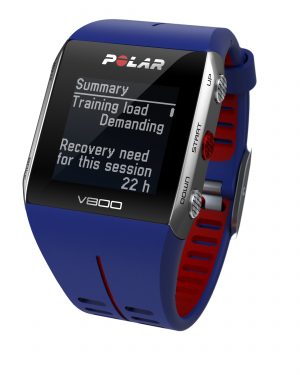 POLAR
Summary
Training load
Demanding
Recovery need
for this session
22 h
V800
UP
START
DOWN